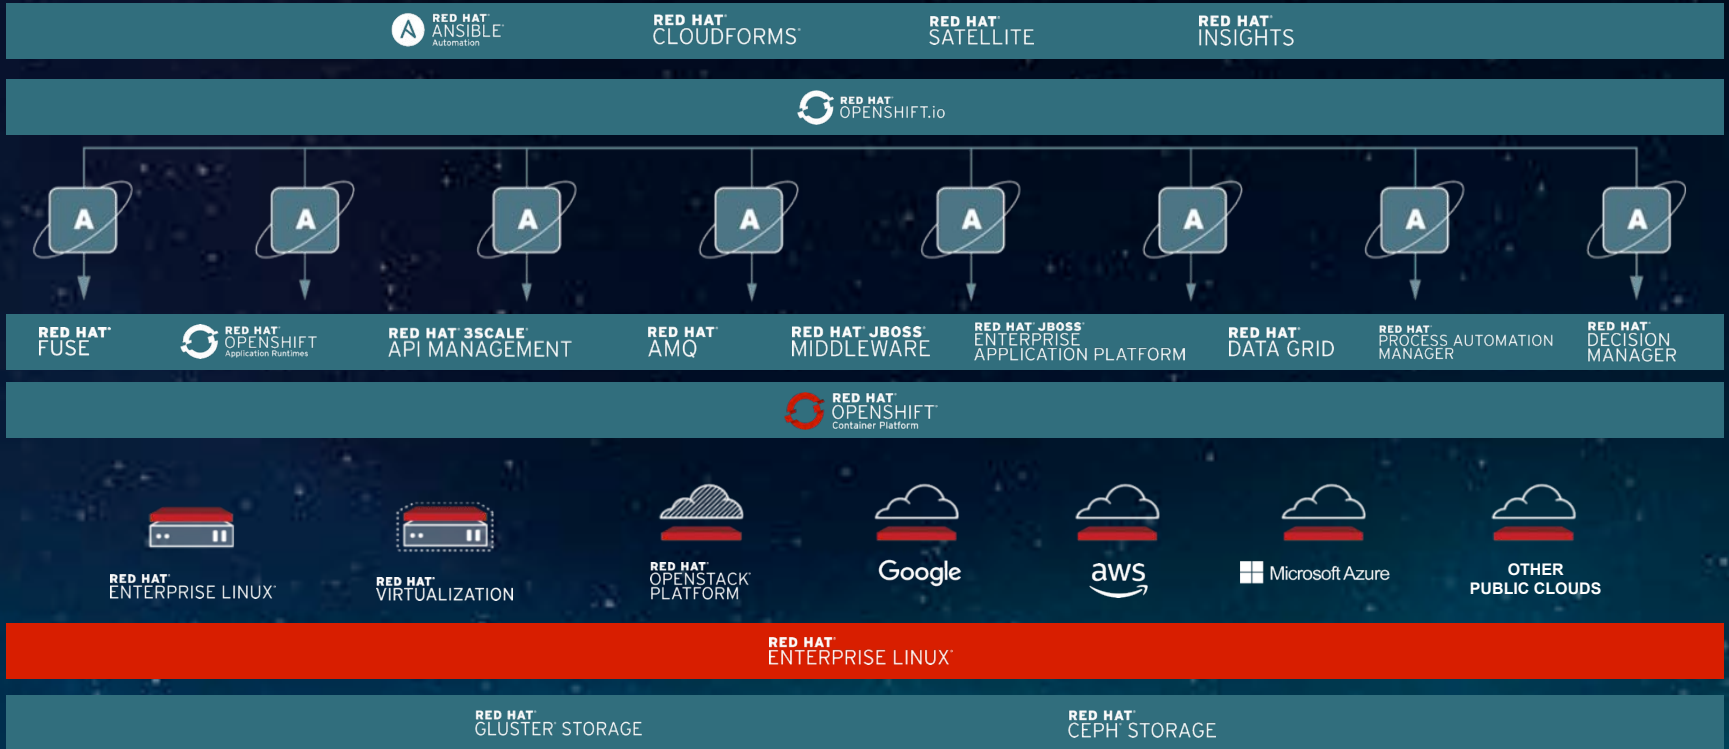 RED HAT®
ANSIBLE®
Automation
RED HAT®
CLOUDFORMS®
RED HAT®
SATELLITE
RED HAT®
INSIGHTS
RED HAT®
OPENSHIFT.io
A
A
A
A
A
A
A
A
RED HAT®
FUSE
RED HAT®
OPENSHIFT
Application Runtimes
RED HAT® 3SCALE®
API MANAGEMENT
RED HAT®
AMQ
RED HAT® JBOSS®
MIDDLEWARE
RED HAT® JBOSS®
ENTERPRISE
APPLICATION PLATFORM
RED HAT®
DATA GRID
RED HAT®
PROCESS AUTOMATION
MANAGER
RED HAT®
DECISION
MANAGER
RED HAT®
OPENSHIFT®
Container Platform
RED HAT®
ENTERPRISE LINUX®
RED HAT®
VIRTUALIZATION
RED HAT®
OPENSTACK®
PLATFORM
Google
aws
Microsoft Azure
OTHER
PUBLIC CLOUDS
RED HAT®
ENTERPRISE LINUX®
RED HAT®
GLUSTER® STORAGE
RED HAT®
CEPH® STORAGE